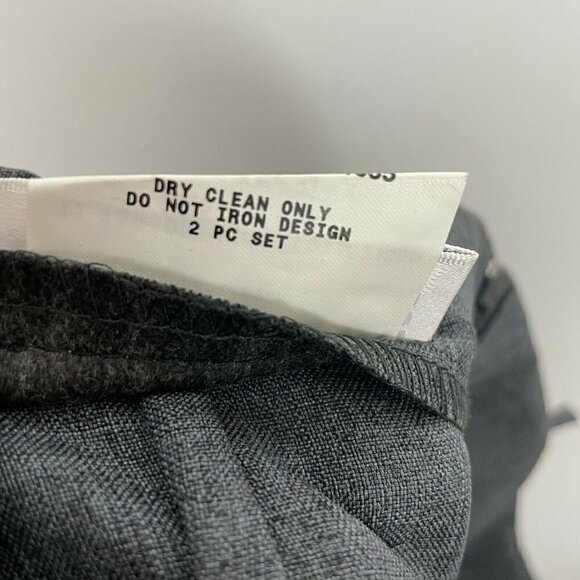 DRY CLEAN ONLY
DO NOT IRON DESIGN
2 PC SET